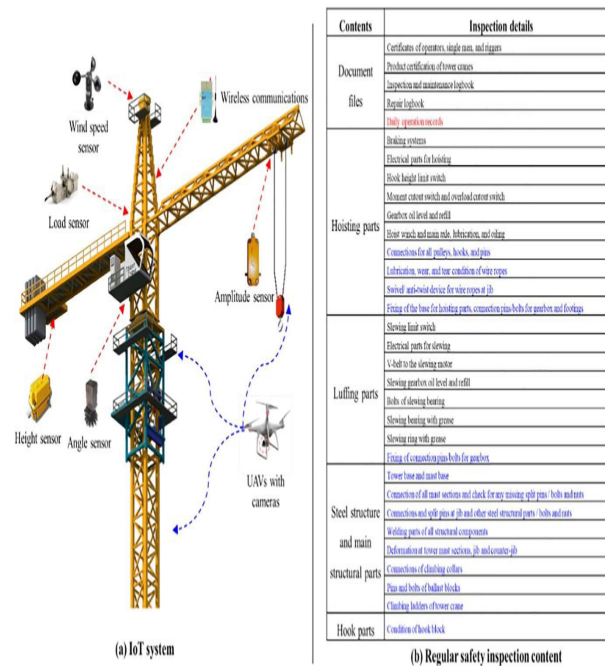 Wind speed
sensor
Wireless communications
Load sensor
Amplitude sensor
Height sensor
Angle sensor
UAVs with
cameras
(a) IoT system
Contents
Inspection details
Document
files
Certificates of operators, single men, and riggers
Product certification of tower cranes
Inspection and maintenance logbook
Repair logbook
Daily operation records
Hoisting parts
Braking systems
Electrical parts for hoisting
Hook height limit switch
Moment cutout switch and overload cutout switch
Gearbox oil level and refill
Hoist winch and main axle, lubrication, and oiling
Connections for all pulleys, hooks, and pins
Lubrication, wear, and tear condition of wire ropes
Swivel/ anti-twist device for wire ropes at jib
Fixing of the base for hoisting parts, connection pins/bolts for gearbox and footings
Luffing parts
Slewing limit switch
Electrical parts for slewing
V-belt to the slewing motor
Slewing gearbox oil level and refill
Bolts of slewing bearing
Slewing bearing with grease
Slewing ring with grease
Fixing of connection pins/bolts for gearbox
Steel structure
and main
structural parts
Tower base and mast base
Connection of all mast sections and check for any missing split pins / bolts and nuts
Connections and split pins at jib and other steel structural parts / bolts and nuts
Welding parts of all structural components
Deformation at tower mast sections, jib and counter-jib
Connections of climbing collars
Pins and bolts of ballast blocks
Climbing ladders of tower crane
Hook parts
Condition of hook block
(b) Regular safety inspection content